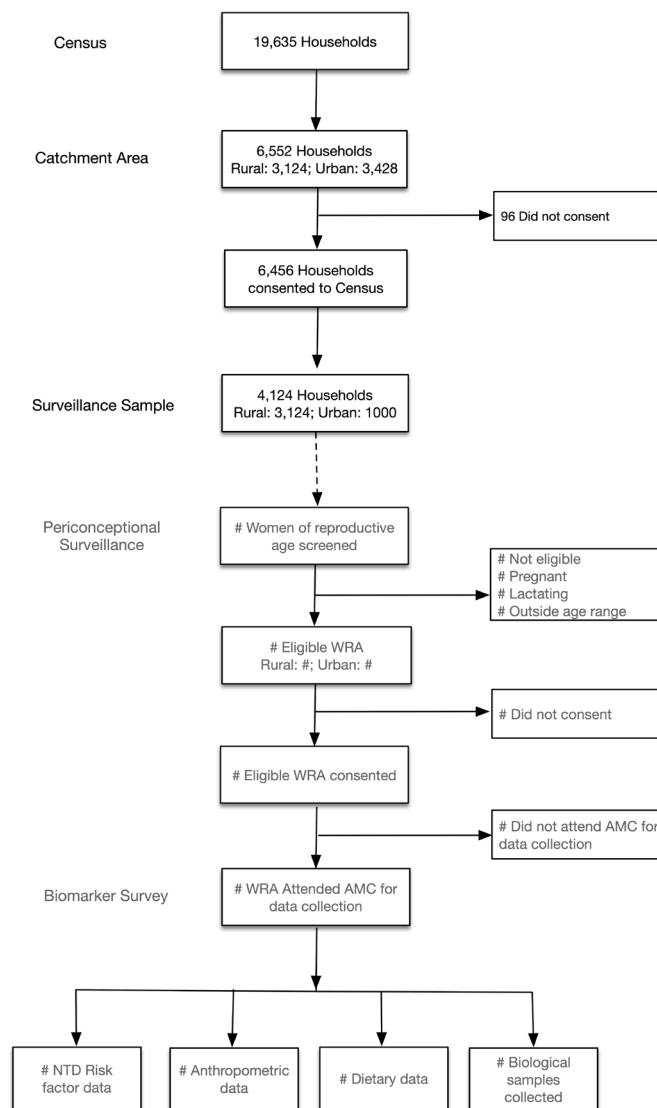 Census
19,635 Households
Catchment Area
6,552 Households
Rural: 3,124; Urban: 3,428
96 Did not consent
6,456 Households
consented to Census
Surveillance Sample
4,124 Households
Rural: 3,124; Urban: 1000
Periconceptional
Surveillance
# Women of reproductive
age screened
# Not eligible
# Pregnant
# Lactating
# Outside age range
# Eligible WRA
Rural: #; Urban: #
# Did not consent
# Eligible WRA consented
# Did not attend AMC for
data collection
Biomarker Survey
# WRA Attended AMC for
data collection
# NTD Risk
factor data
# Anthropometric
data
# Dietary data
# Biological
samples
collected